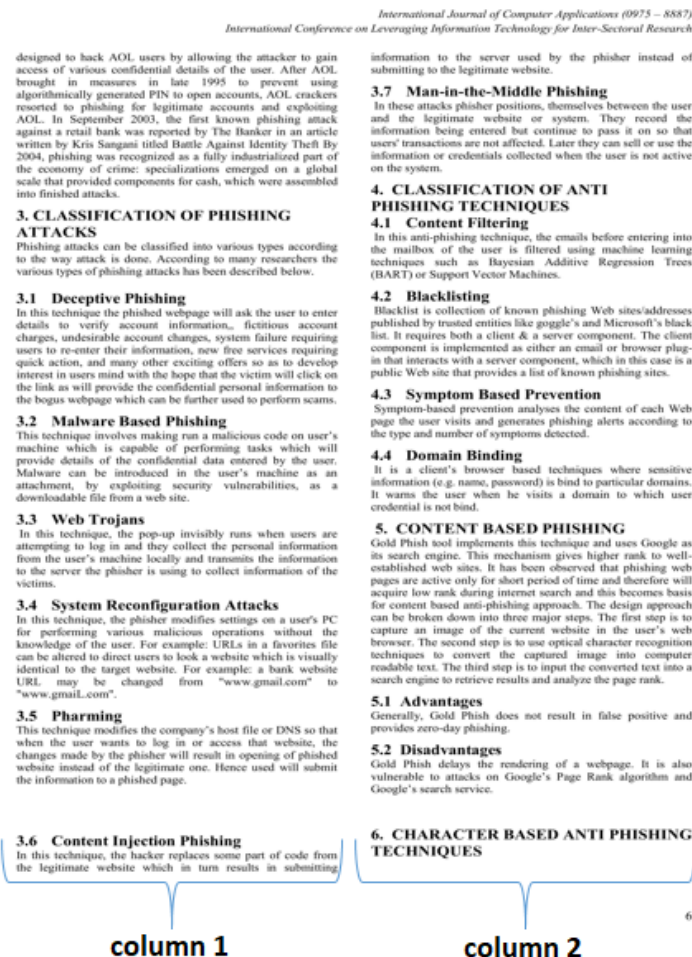 International Journal of Computer Applications (0975 – 8887)
International Conference on Leveraging Information Technology for Inter-Sectoral Research
designed to hack AOL users by allowing the attacker to gain
access of various confidential details of the user. After AOL
brought in measures in late 1995 to prevent using
algorithmically generated PIN to open accounts, AOL crackers
resorted to phishing for legitimate accounts and exploiting
AOL. In September 2003, the first known phishing attack
against a retail bank was reported by The Banker in an article
written by Kris Sangani titled Battle Against Identity Theft By
2004, phishing was recognized as a fully industrialized part of
the economy of crime: specializations emerged on a global
scale that provided components for cash, which were assembled
into finished attacks.
3. CLASSIFICATION OF PHISHING
ATTACKS
Phishing attacks can be classified into various types according
to the way attack is done. According to many researchers the
various types of phishing attacks has been described below.
3.1 Deceptive Phishing
In this technique the phished webpage will ask the user to enter
details to verify account information,, fictitious account
charges, undesirable account changes, system failure requiring
users to re-enter their information, new free services requiring
quick action, and many other exciting offers so as to develop
interest in users mind with the hope that the victim will click on
the link as will provide the confidential personal information to
the bogus webpage which can be further used to perform scams.
3.2 Malware Based Phishing
This technique involves making run a malicious code on user's
machine which is capable of performing tasks which will
provide details of the confidential data entered by the user.
Malware can be introduced in the user's machine as an
attachment, by exploiting security vulnerabilities, as a
downloadable file from a web site.
3.3 Web Trojans
In this technique, the pop-up invisibly runs when users are
attempting to log in and they collect the personal information
from the user's machine locally and transmits the information
to the server the phisher is using to collect information of the
victims.
3.4 System Reconfiguration Attacks
In this technique, the phisher modifies settings on a user's PC
for performing various malicious operations without the
knowledge of the user. For example: URLs in a favorites file
can be altered to direct users to look a website which is visually
identical to the target website. For example: a bank website
URL may be changed from "www.gmail.com" to
"www.gmaiL.com".
3.5 Pharming
This technique modifies the company's host file or DNS so that
when the user wants to log in or access that website, the
changes made by the phisher will result in opening of phished
website instead of the legitimate one. Hence used will submit
the information to a phished page.
3.6 Content Injection Phishing
In this technique, the hacker replaces some part of code from
the legitimate website which in turn results in submitting
information to the server used by the phisher instead of
submitting to the legitimate website.
3.7 Man-in-the-Middle Phishing
In these attacks phisher positions, themselves between the user
and the legitimate website or system. They record the
information being entered but continue to pass it on so that
users' transactions are not affected. Later they can sell or use the
information or credentials collected when the user is not active
on the system.
4. CLASSIFICATION OF ANTI
PHISHING TECHNIQUES
4.1 Content Filtering
In this anti-phishing technique, the emails before entering into
the mailbox of the user is filtered using machine learning
techniques such as Bayesian Additive Regression Trees
(BART) or Support Vector Machines.
4.2 Blacklisting
Blacklist is collection of known phishing Web sites/addresses
published by trusted entities like goggle's and Microsoft's black
list. It requires both a client & a server component. The client
component is implemented as either an email or browser plug-
in that interacts with a server component, which in this case is a
public Web site that provides a list of known phishing sites.
4.3 Symptom Based Prevention
Symptom-based prevention analyses the content of each Web
page the user visits and generates phishing alerts according to
the type and number of symptoms detected.
4.4 Domain Binding
It is a client's browser based techniques where sensitive
information (e.g. name, password) is bind to particular domains.
It warns the user when he visits a domain to which user
credential is not bind.
5. CONTENT BASED PHISHING
Gold Phish tool implements this technique and uses Google as
its search engine. This mechanism gives higher rank to well-
established web sites. It has been observed that phishing web
pages are active only for short period of time and therefore will
acquire low rank during internet search and this becomes basis
for content based anti-phishing approach. The design approach
can be broken down into three major steps. The first step is to
capture an image of the current website in the user's web
browser. The second step is to use optical character recognition
techniques to convert the captured image into computer
readable text. The third step is to input the converted text into a
search engine to retrieve results and analyze the page rank.
5.1 Advantages
Generally, Gold Phish does not result in false positive and
provides zero-day phishing.
5.2 Disadvantages
Gold Phish delays the rendering of a webpage. It is also
vulnerable to attacks on Google's Page Rank algorithm and
Google's search service.
6. CHARACTER BASED ANTI PHISHING
TECHNIQUES
6
column 1
column 2